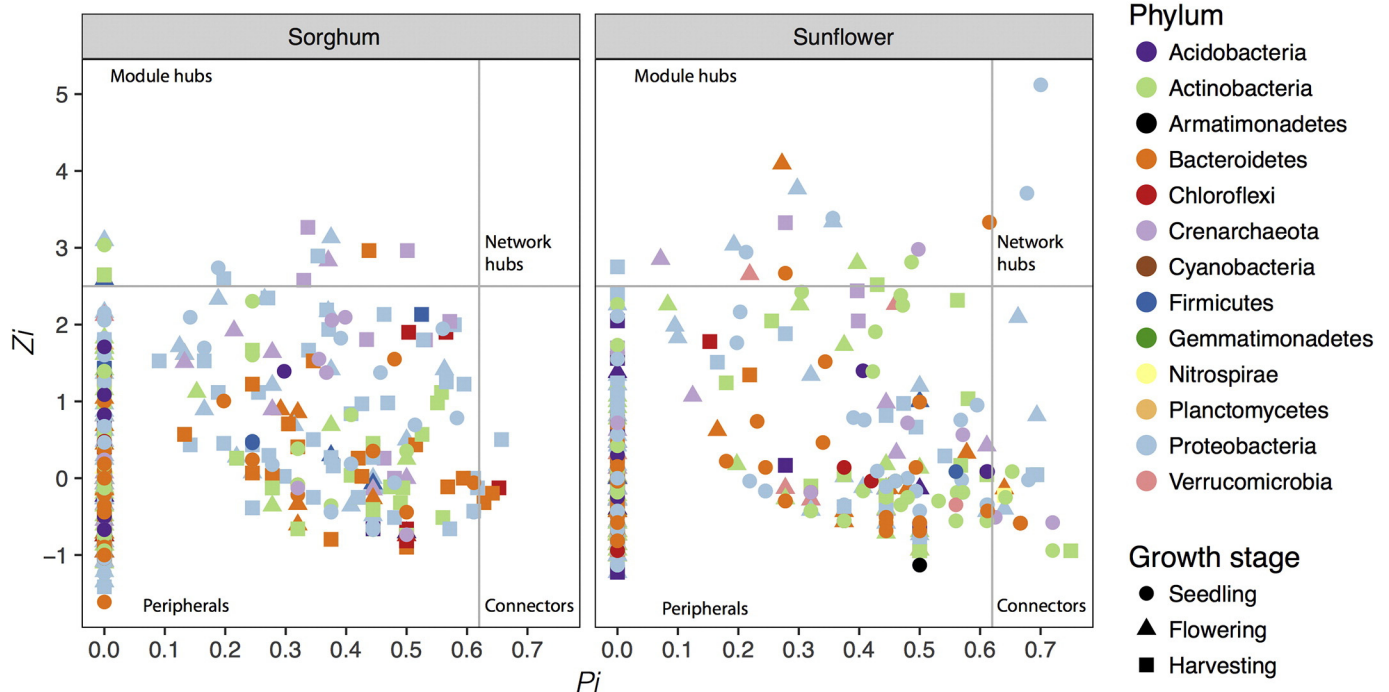 Sorghum
Sunflower
Phylum
Acidobacteria
Actinobacteria
Armatimonadetes
Bacteroidetes
Chloroflexi
Crenarchaeota
Cyanobacteria
Firmicutes
Gemmatimonadetes
Nitrospirae
Planctomycetes
Proteobacteria
Verrucomicrobia
Growth stage
Seedling
Flowering
Harvesting
Module hubs
Module hubs
Network
hubs
Network
hubs
Peripherals
Connectors
Peripherals
Connectors
5
4
3
2
1
0
−1
Zi
0.0 0.1 0.2 0.3 0.4 0.5 0.6 0.7
0.0 0.1 0.2 0.3 0.4 0.5 0.6 0.7
Pi